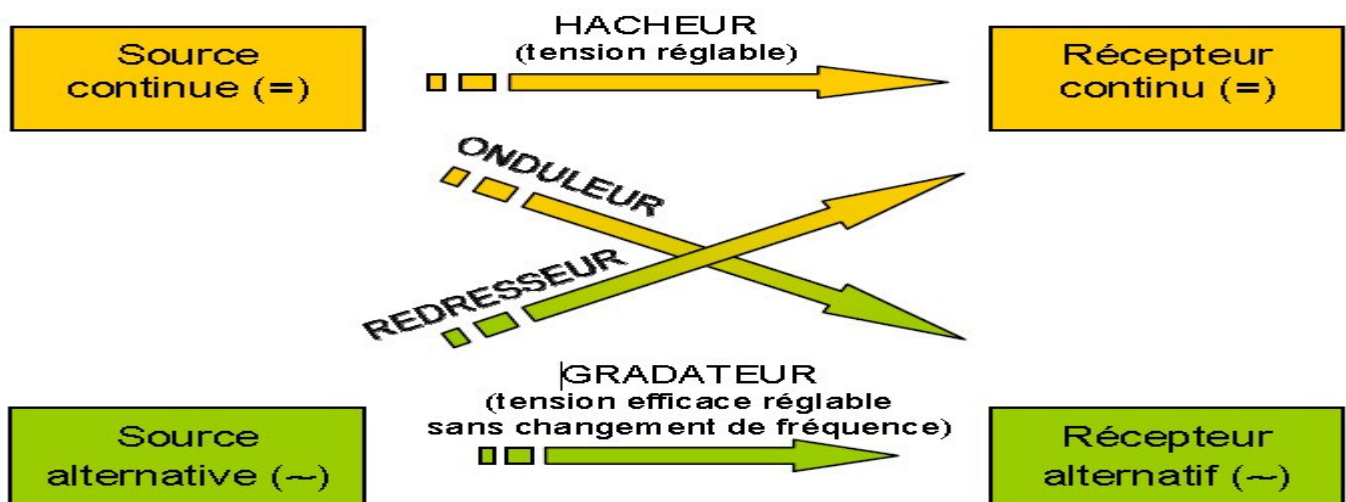 HACHEUR
(tension réglable)
Source
continue (=)
Récepteur
continu (=)
ONDULEUR
REDRESSEUR
GRADATEUR
(tension efficace réglable
sans changement de fréquence)
Source
alternative (~)
Récepteur
alternatif (~)